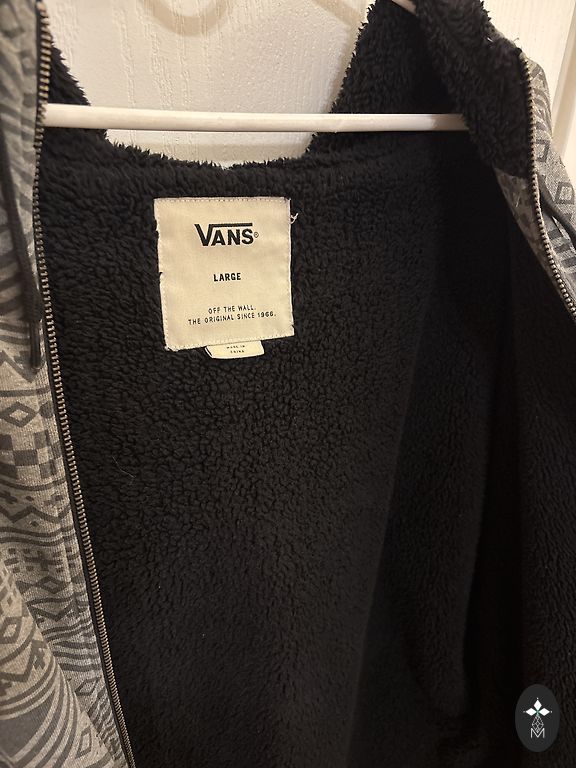 VANS®
LARGE
OFF THE WALL.
THE ORIGINAL SINCE 1966.
MADE IN
CHINA